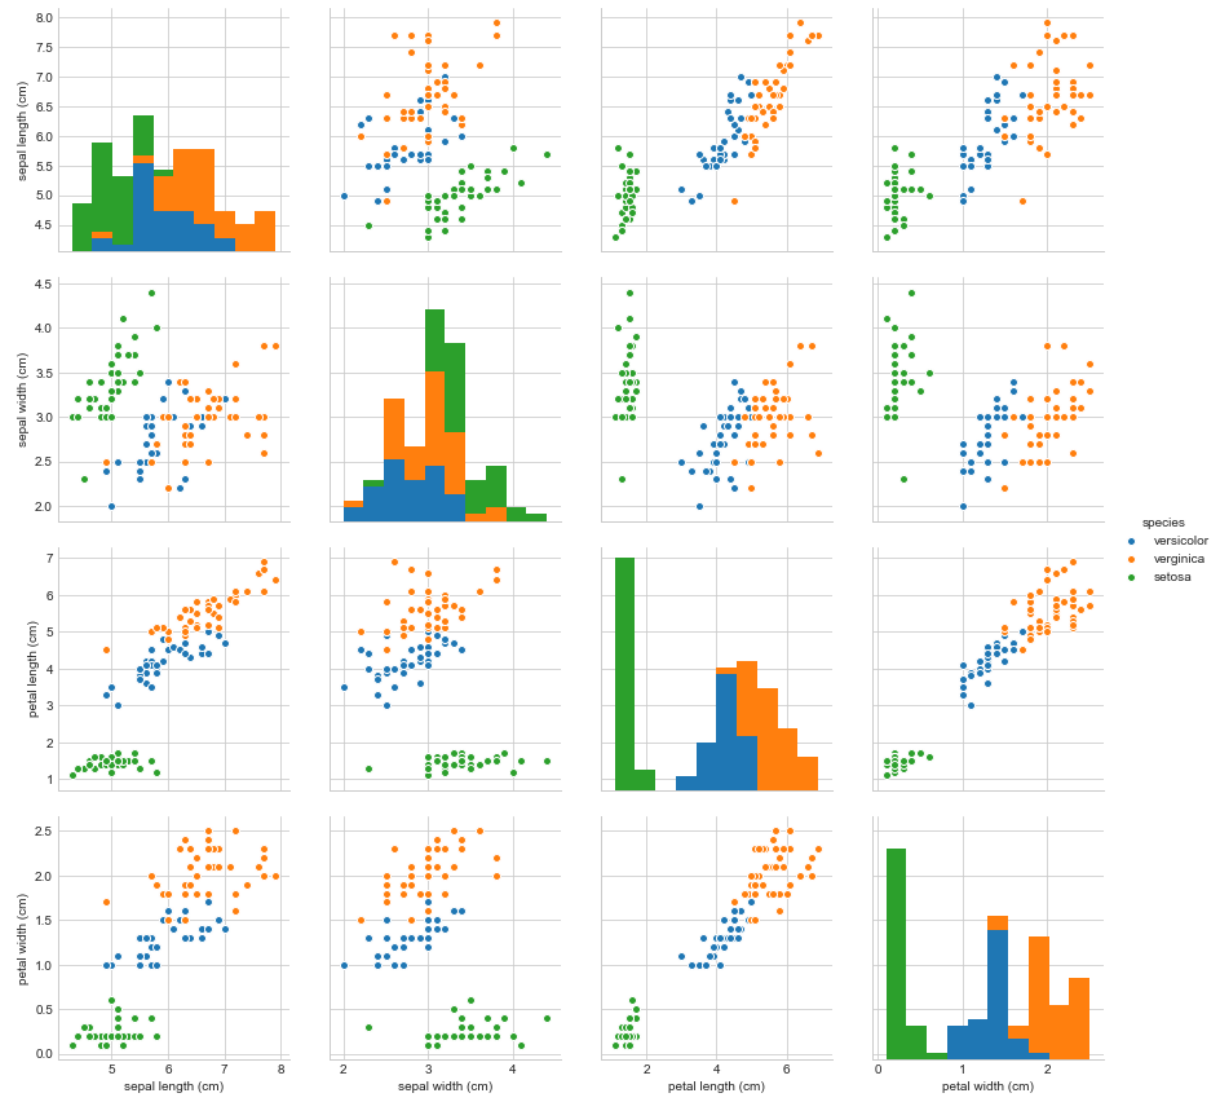 8.0
7.5
7.0
6.5
6.0
5.5
5.0
4.5
sepal length (cm)
4.5
4.0
3.5
3.0
2.5
2.0
sepal width (cm)
species
versicolor
verginica
setosa
7
6
5
4
3
2
1
petal length (cm)
2.5
2.0
1.5
1.0
0.5
0.0
petal width (cm)
5 6 7 8
2 3 4
2 4 6
0 1 2
sepal length (cm)
sepal width (cm)
petal length (cm)
petal width (cm)